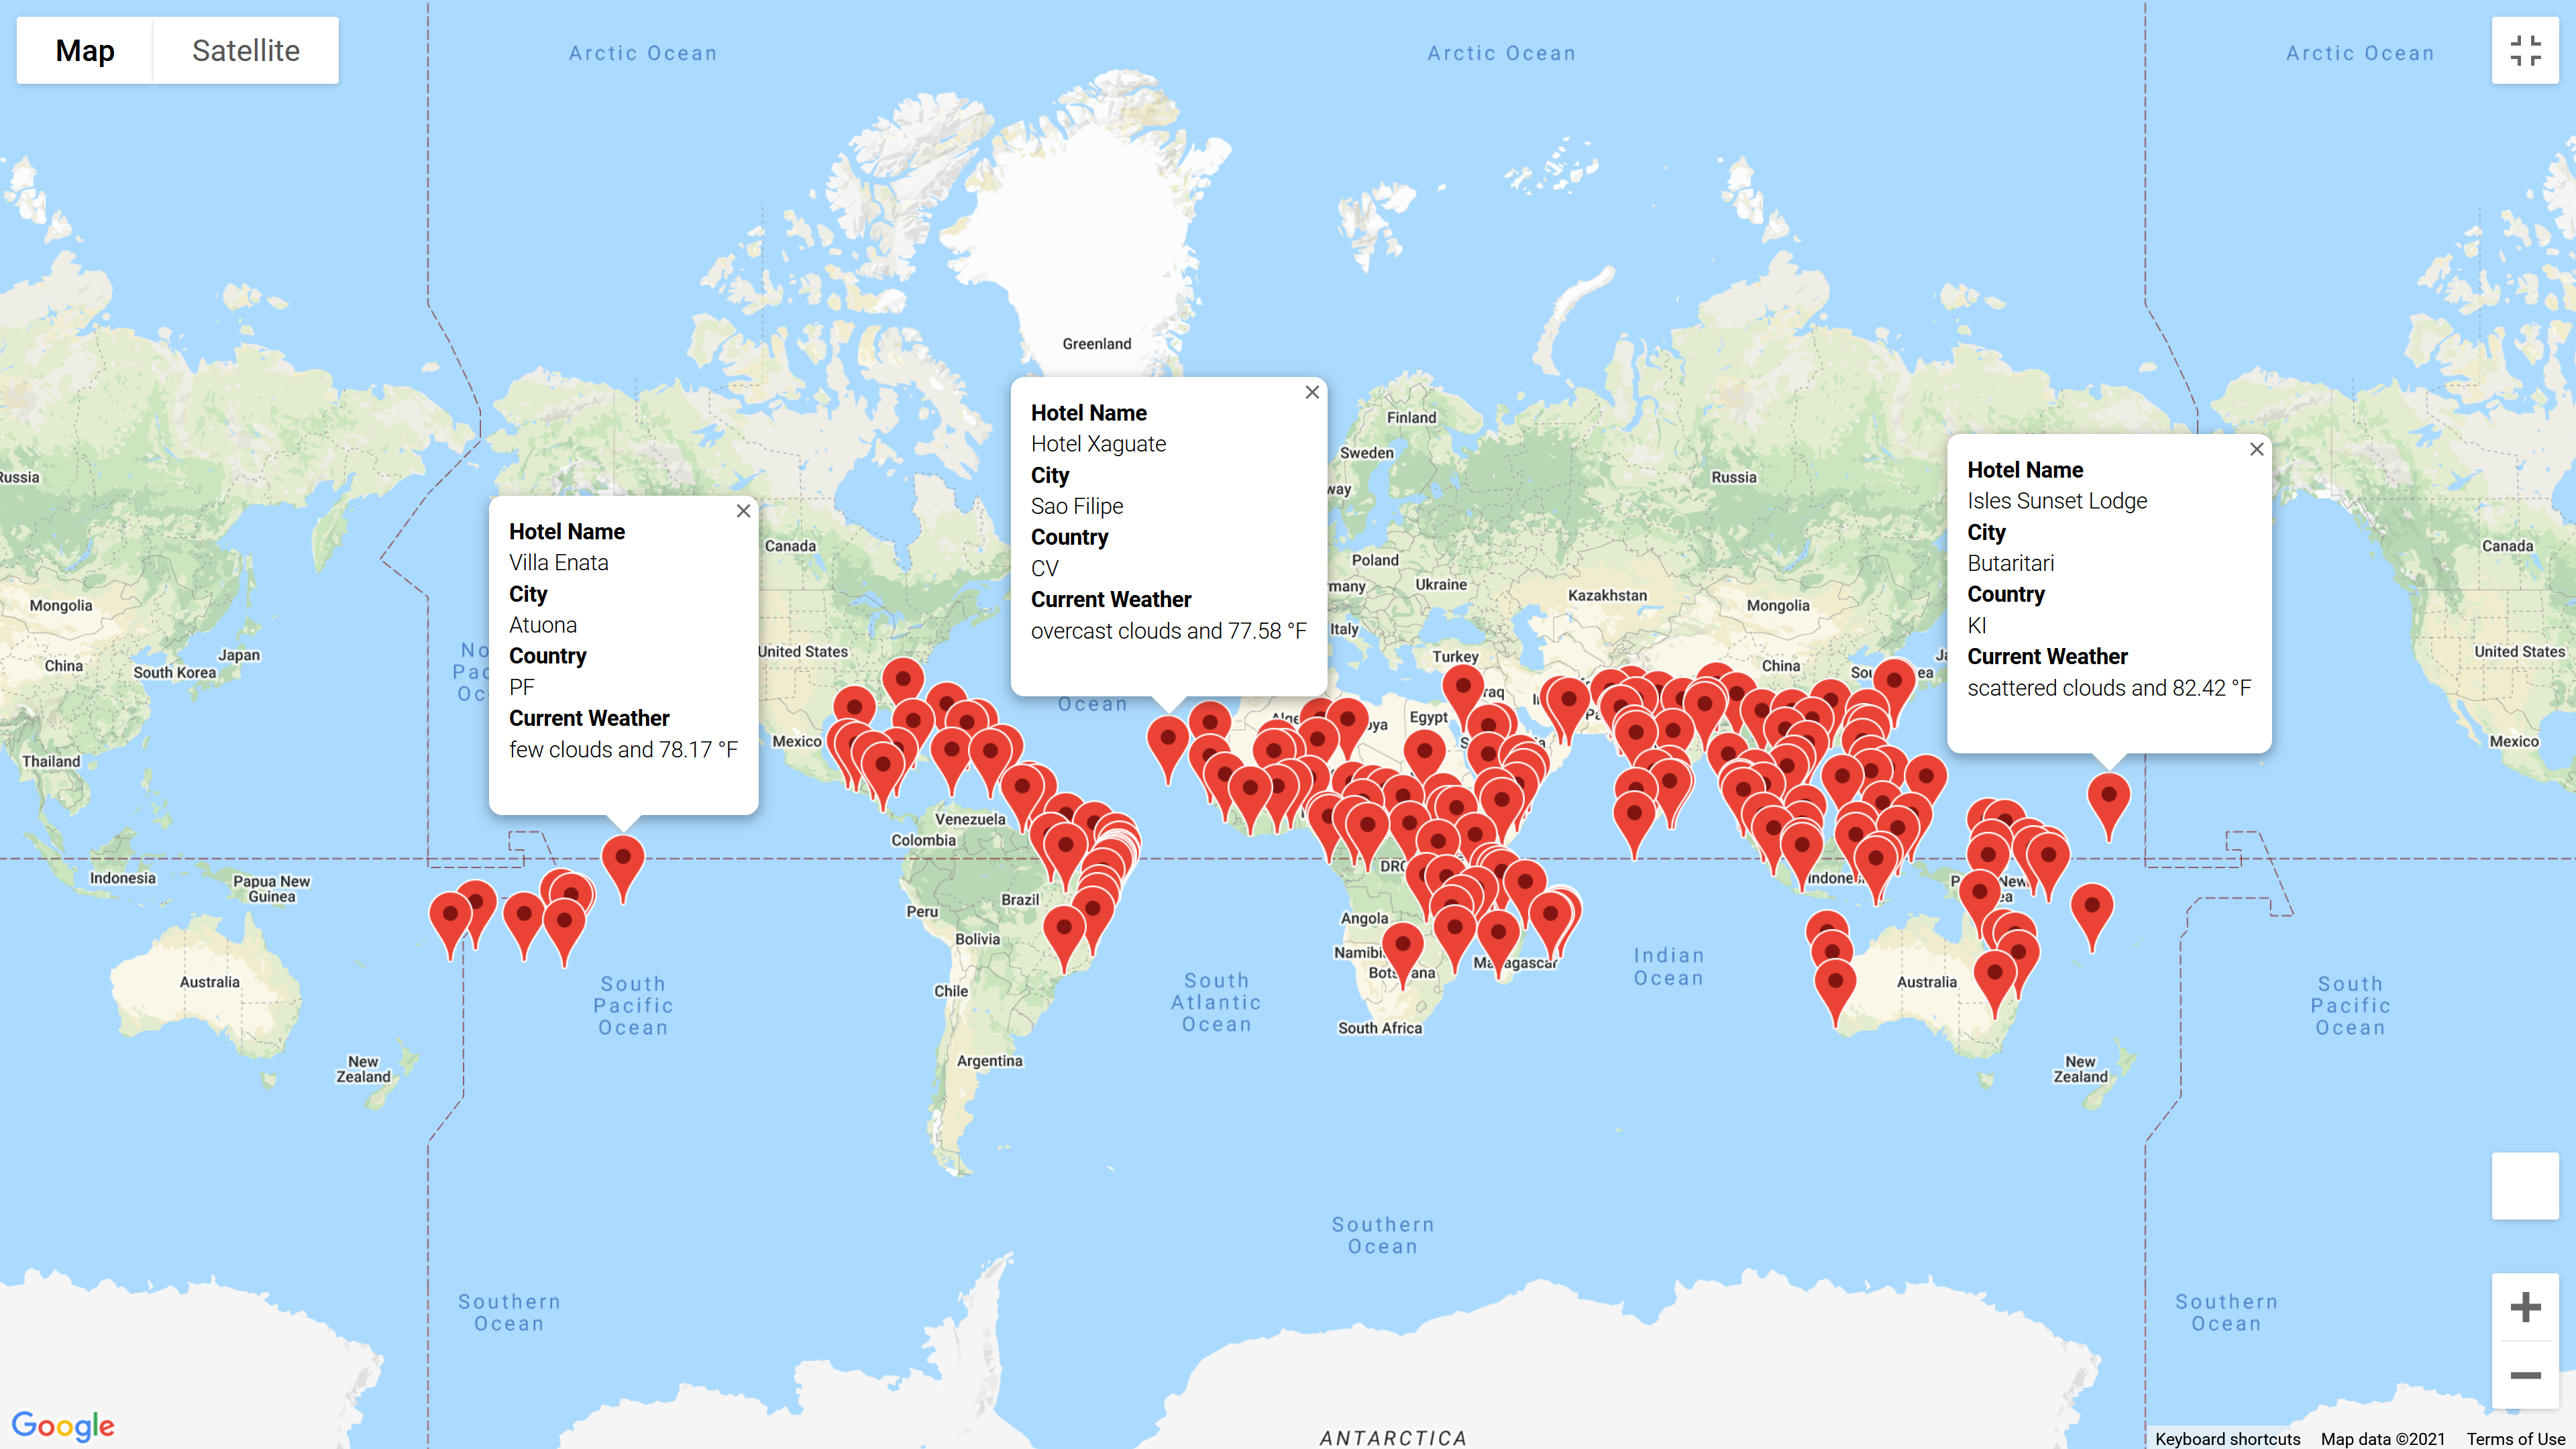 Map
Satellite
Arctic Ocean
Arctic Ocean
Arctic Ocean
Greenland
Hotel Name
Hotel Xaguate
City
Sao Filipe
Country
CV
Current Weather
overcast clouds and 77.58 °F
Hotel Name
Isles Sunset Lodge
City
Butaritari
Country
KI
Current Weather
scattered clouds and 82.42 °F
Hotel Name
Villa Enata
City
Atuona
Country
PF
Current Weather
few clouds and 78.17 °F
Finland
Sweden
Russia
Russia
Poland
Ukraine
Italy
Kazakhstan
Mongolia
Mongolia
Canada
Canada
Turkey
United States
United States
China
China
Japan
South Korea
Ocean
Egypt
Mexico
Mexico
Thailand
Venezuela
Colombia
Indonesia
Papua New
Guinea
Brazil
Peru
Angola
Bolivia
Madagascar
Botswana
Indian
Ocean
Australia
Australia
South
Pacific
Ocean
South
Atlantic
Ocean
South
Pacific
Ocean
Chile
South Africa
Argentina
New
Zealand
New
Zealand
Southern
Ocean
Southern
Ocean
Southern
Ocean
ANTARCTICA
Google
Keyboard shortcuts
Map data ©2021
Terms of Use